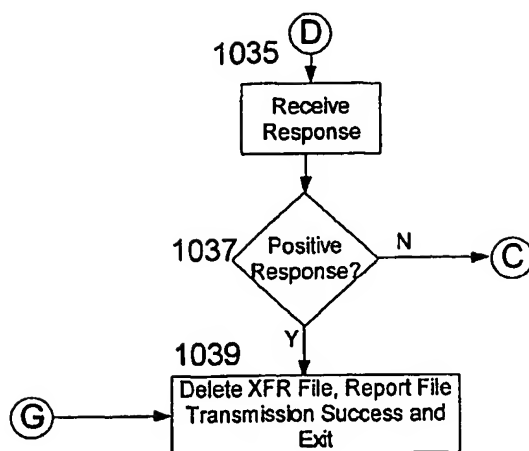 D
1035
Receive
Response
1037
Positive
Response?
N
C
Y
1039
Delete XFR File, Report File
Transmission Success and
Exit
G